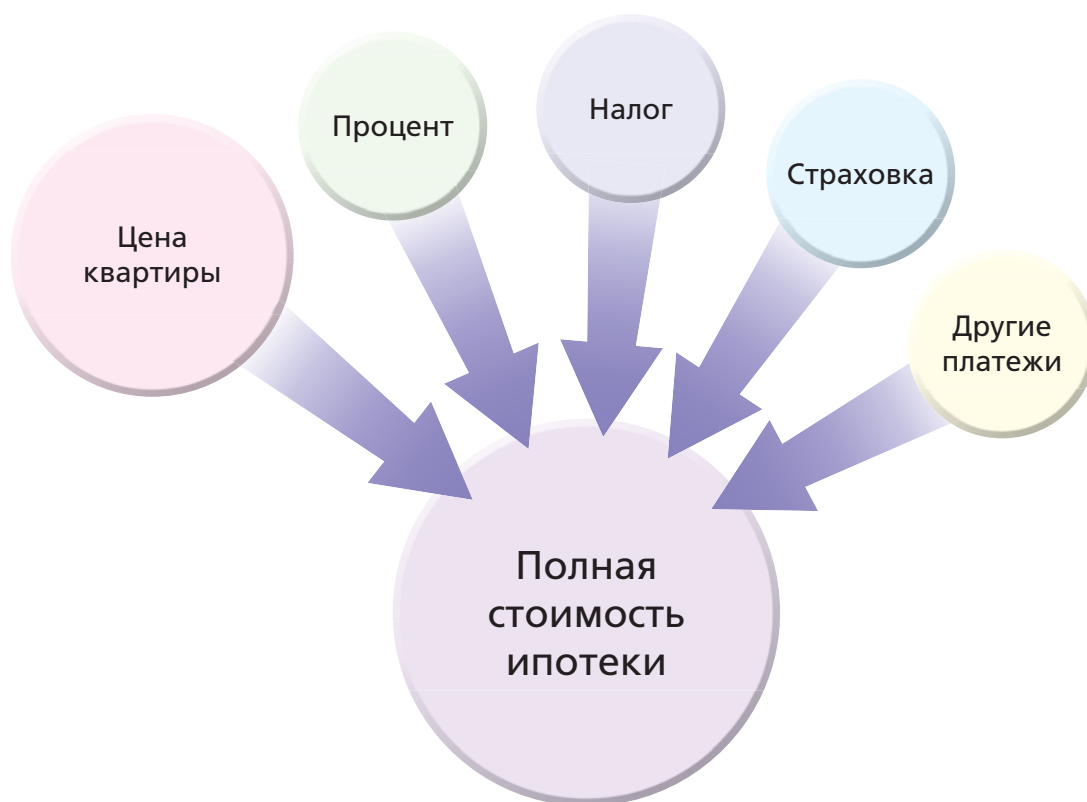 Цена
квартиры
Процент
Налог
Страховка
Другие
платежи
Полная
стоимость
ипотеки